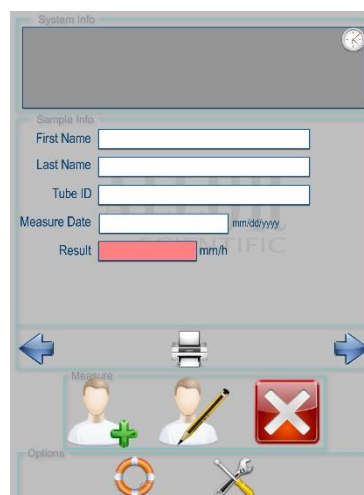 System Info
Sample Info
First Name
Last Name
Tube ID
Measure Date mm/dd/yyyy
SCIENTIFIC
Result mm/h
Measure
Options